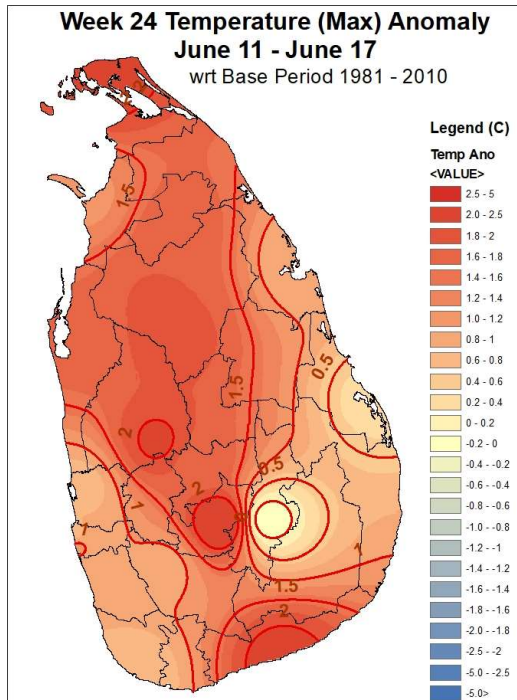 Week 24 Temperature (Max) Anomaly
June 11 - June 17
wrt Base Period 1981 - 2010
Legend (C)
Temp Ano
<VALUE>
2.5 - 5
2.0 - 2.5
1.8 - 2
1.6 - 1.8
1.4 - 1.6
1.2 - 1.4
1.0 - 1.2
0.8 - 1
0.6 - 0.8
0.4 - 0.6
0.2 - 0.4
0 - 0.2
-0.2 - 0
-0.4 - -0.2
-0.6 - -0.4
-0.8 - -0.6
-1.0 - -0.8
-1.2 - -1
-1.4 - -1.2
-1.6 - -1.4
-1.8 - -1.6
-2.0 - -1.8
-2.5 - -2
-5.0 - -2.5
-5.0>
1.5
0.5
1.5
2
0.5
2
1
1
1
1.5
2